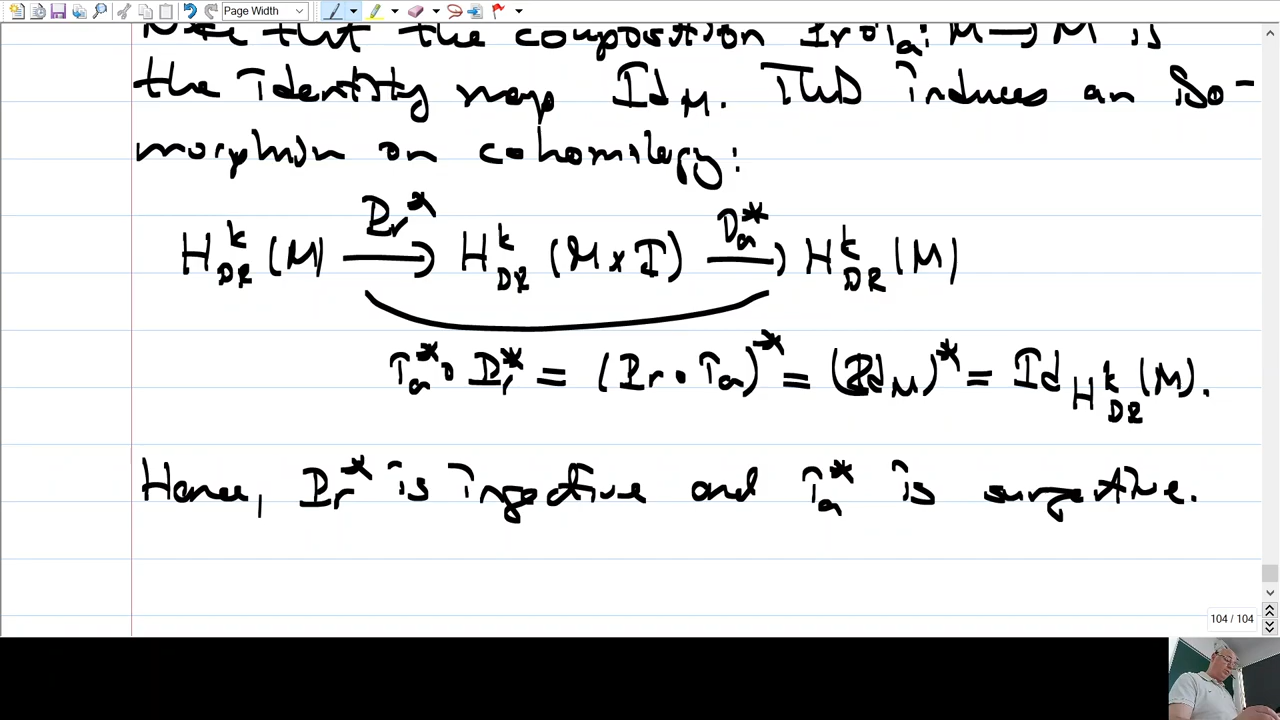 Page Width
Note that the composition Pr∘i_a: M → M is
the identity map Id_M. This induces an iso-
morphism on cohomology:
H^k_DR(M) —Pr^*→ H^k_DR(M×I) —i_a^*→ H^k_DR(M)
i_a^* ∘ Pr^* = (Pr∘i_a)^* = (Id_M)^* = Id_{H^k_DR(M)}.
Hence, Pr^* is injective and i_a^* is surjective.
104 / 104